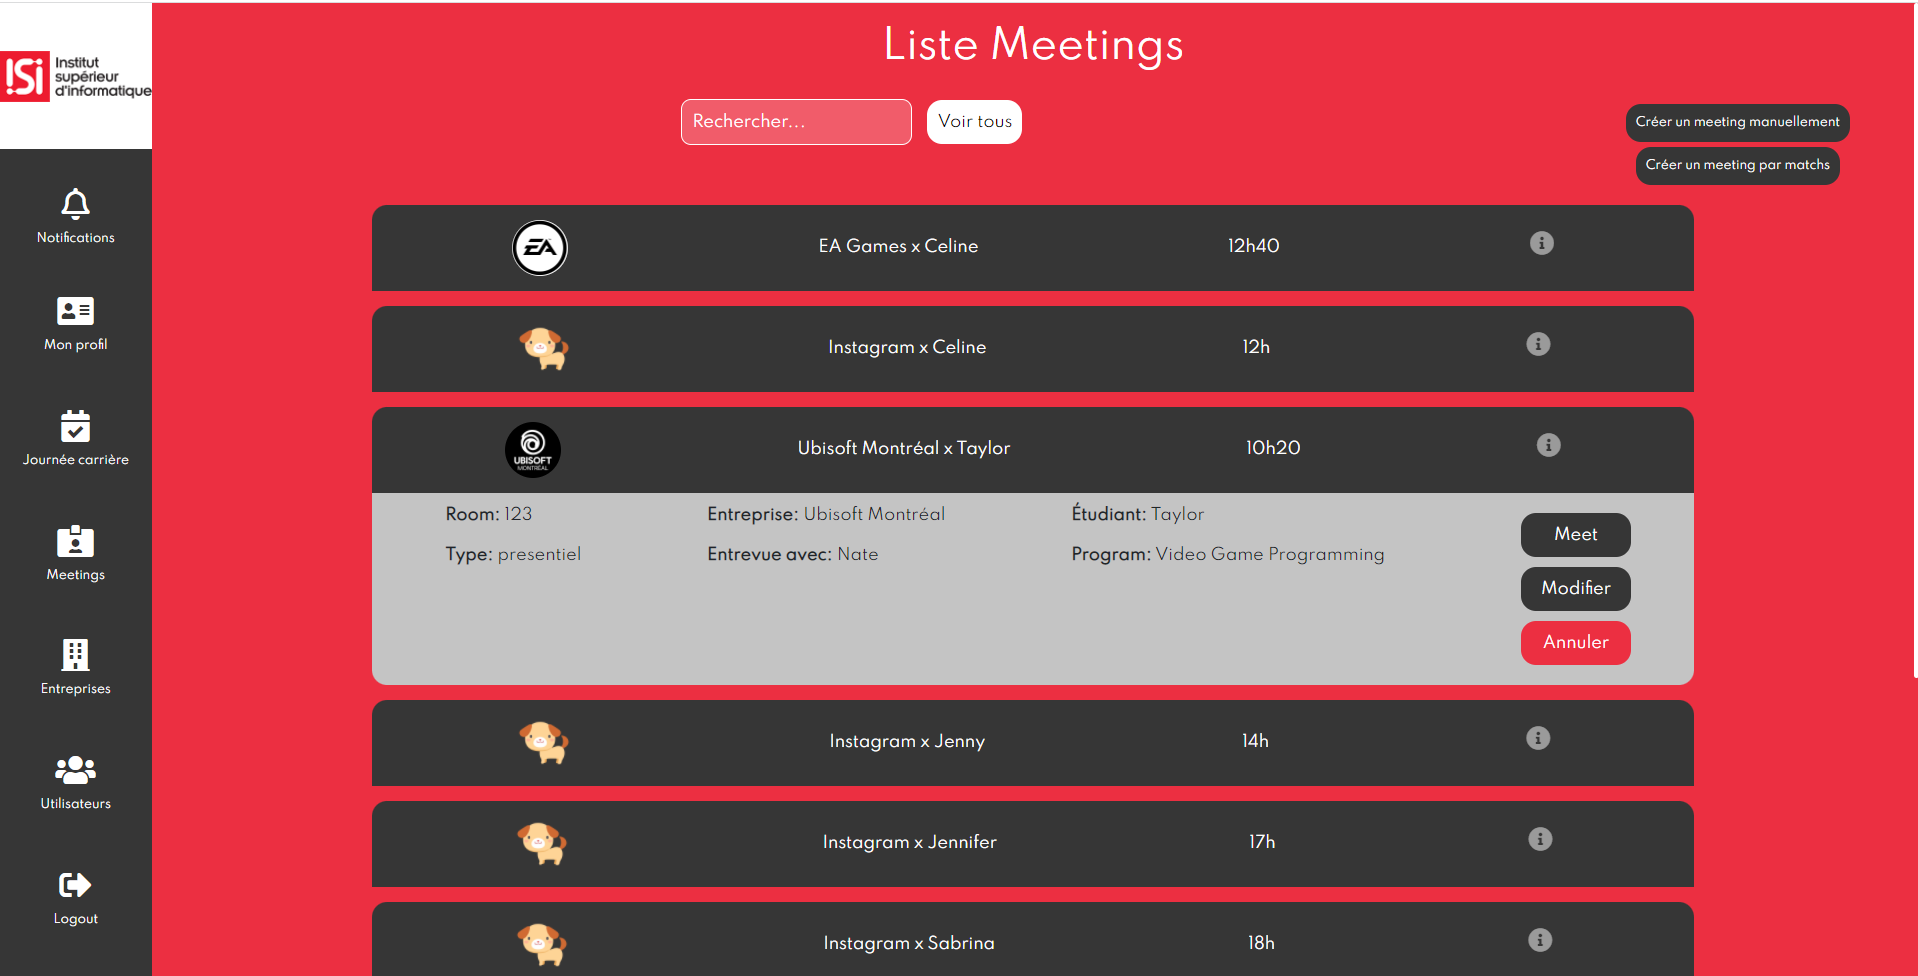 Liste Meetings
ISi Institut
supérieur
d'informatique
Rechercher...
Voir tous
Créer un meeting manuellement
Créer un meeting par matchs
Notifications
Mon profil
Journée carrière
Meetings
Entreprises
Utilisateurs
Logout
EA EA Games x Celine 12h40
Instagram x Celine 12h
UBISOFT
MONTRÉAL
Ubisoft Montréal x Taylor 10h20
Room: 123 Entreprise: Ubisoft Montréal Étudiant: Taylor
Type: presentiel Entrevue avec: Nate Program: Video Game Programming
Meet
Modifier
Annuler
Instagram x Jenny 14h
Instagram x Jennifer 17h
Instagram x Sabrina 18h